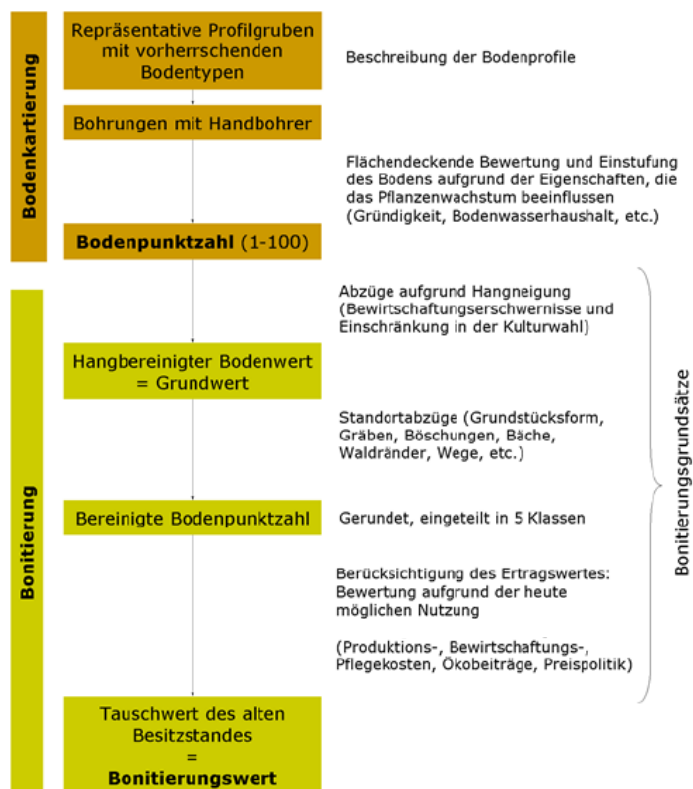 Bodenkartierung
Repräsentative Profilgruben
mit vorherrschenden
Bodentypen
Beschreibung der Bodenprofile
Bohrungen mit Handbohrer
Flächendeckende Bewertung und Einstufung
des Bodens aufgrund der Eigenschaften, die
das Pflanzenwachstum beeinflussen
(Gründigkeit, Bodenwasserhaushalt, etc.)
Bodenpunktzahl (1-100)
Bonitierung
Abzüge aufgrund Hangneigung
(Bewirtschaftungserschwernisse und
Einschränkung in der Kulturwahl)
Hangbereinigter Bodenwert
= Grundwert
Standortabzüge (Grundstücksform,
Gräben, Böschungen, Bäche,
Waldränder, Wege, etc.)
Bereinigte Bodenpunktzahl
Gerundet, eingeteilt in 5 Klassen
Berücksichtigung des Ertragswertes:
Bewertung aufgrund der heute
möglichen Nutzung
(Produktions-, Bewirtschaftungs-,
Pflegekosten, Ökobeiträge, Preispolitik)
Tauschwert des alten
Besitzstandes
=
Bonitierungswert
Bonitierungsgrundsätze